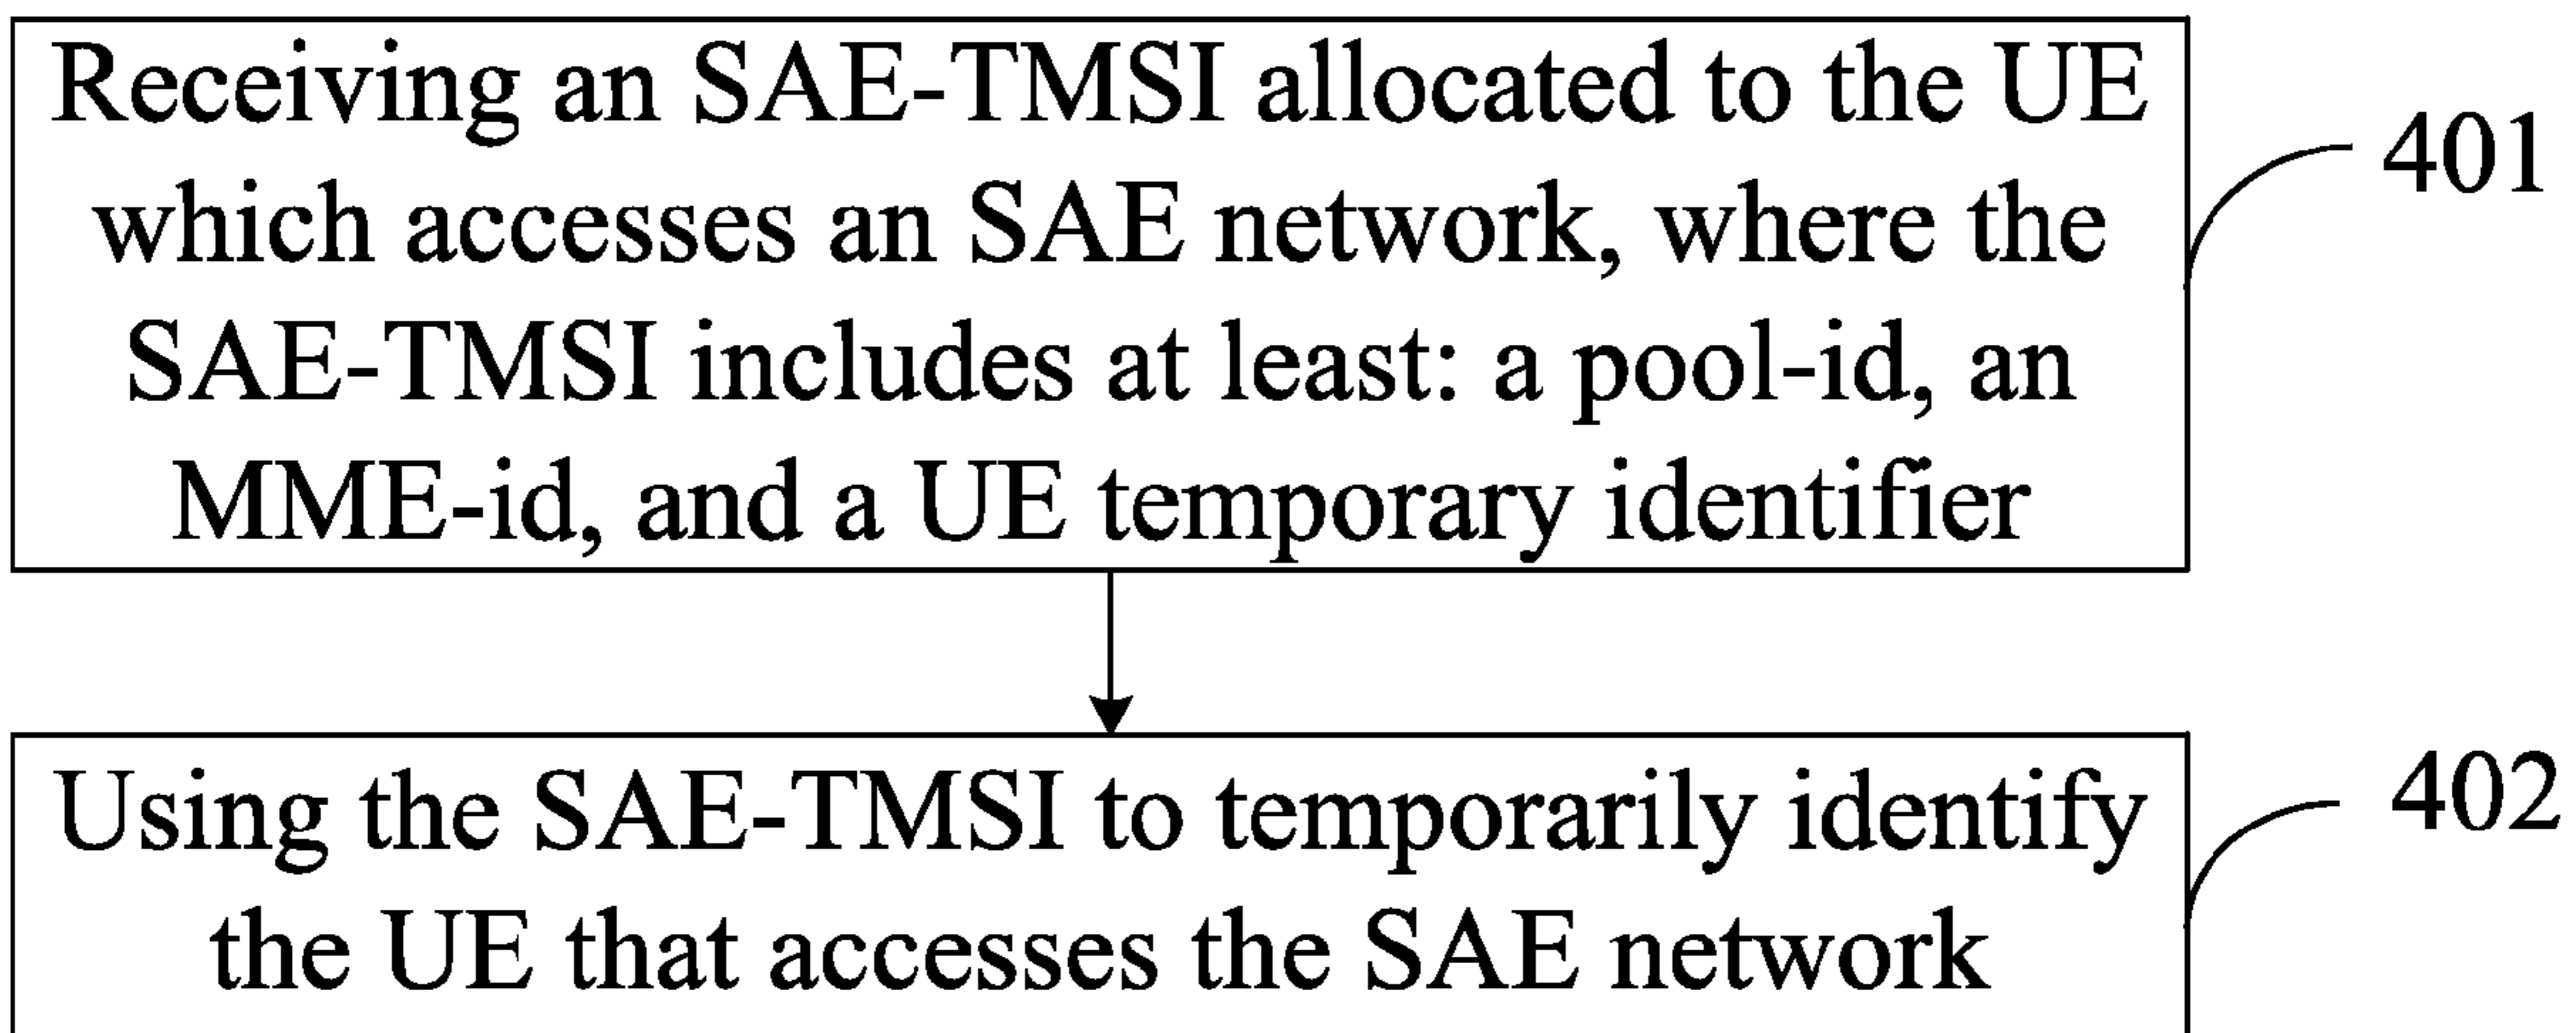 Receiving an SAE-TMSI allocated to the UE
which accesses an SAE network, where the
SAE-TMSI includes at least: a pool-id, an
MME-id, and a UE temporary identifier
401
Using the SAE-TMSI to temporarily identify
the UE that accesses the SAE network
402